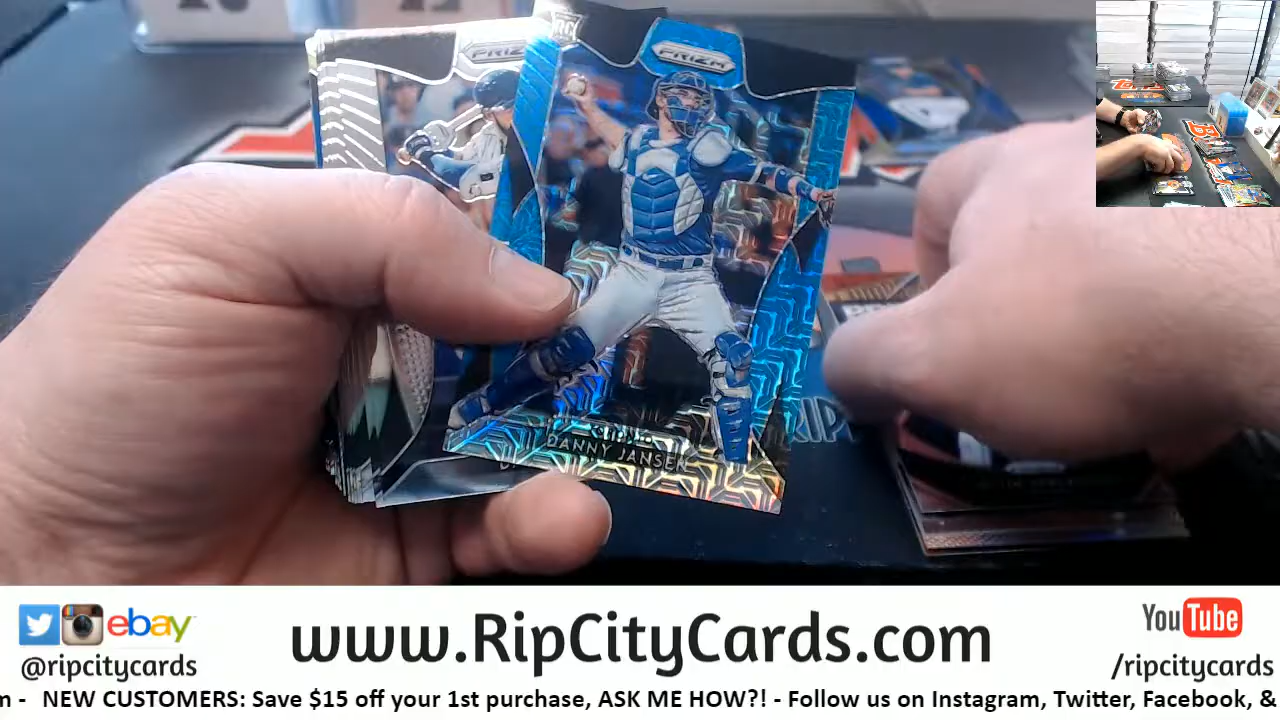 PRIZM
RC
PRIZM
DANNY JANSEN
RIP
www.RipCityCards.com
ebay
@ripcitycards
YouTube
/ripcitycards
m - NEW CUSTOMERS: Save $15 off your 1st purchase, ASK ME HOW?! - Follow us on Instagram, Twitter, Facebook, &